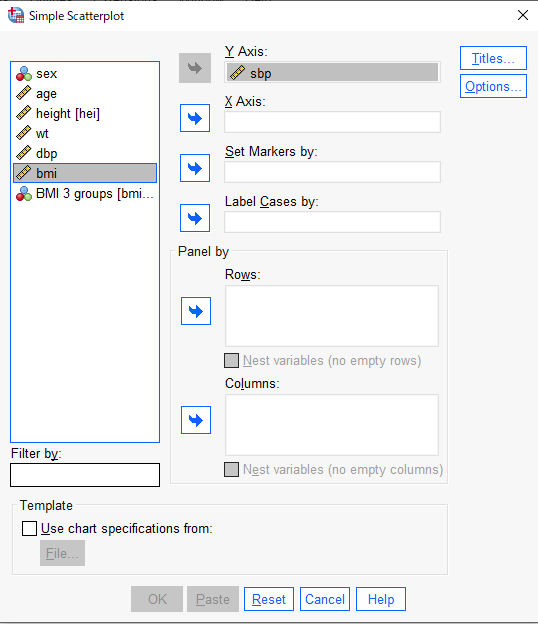 Simple Scatterplot
sex
age
height [hei]
wt
dbp
bmi
BMI 3 groups [bmi...
Filter by:
Y Axis:
sbp
X Axis:
Set Markers by:
Label Cases by:
Panel by
Rows:
Nest variables (no empty rows)
Columns:
Nest variables (no empty columns)
Titles...
Options...
Template
Use chart specifications from:
File...
OK
Paste
Reset
Cancel
Help